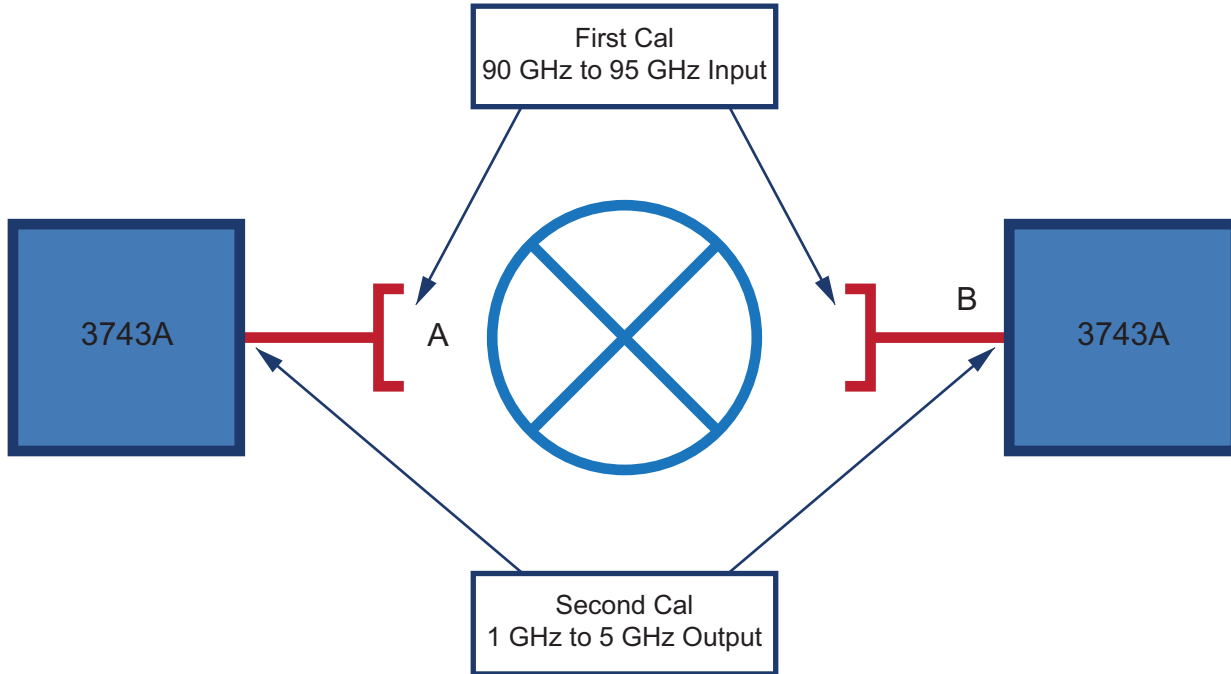 First Cal
90 GHz to 95 GHz Input
3743A
A
B
3743A
Second Cal
1 GHz to 5 GHz Output